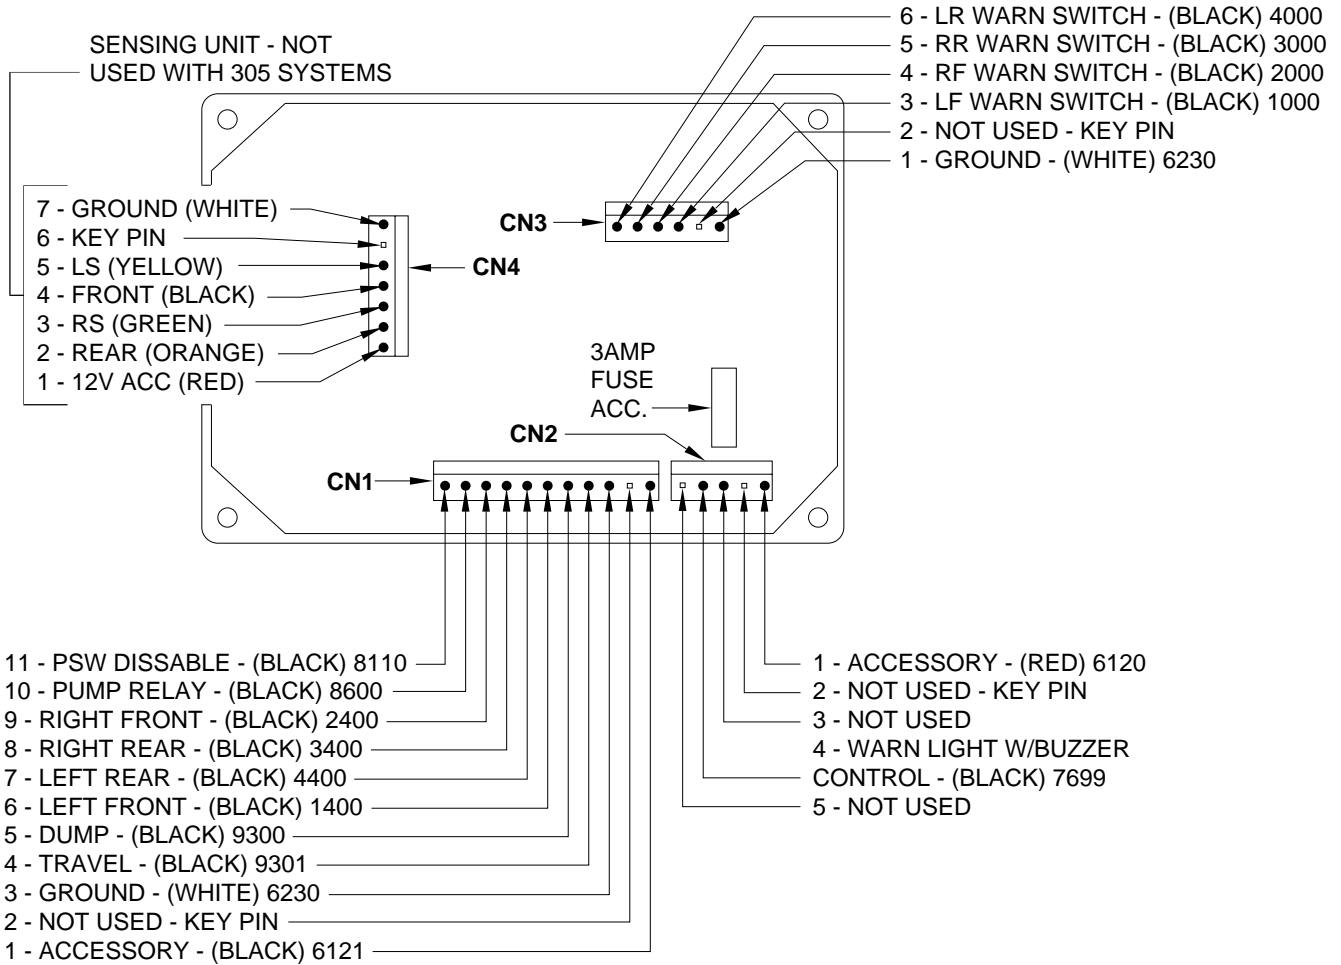 SENSING UNIT - NOT
USED WITH 305 SYSTEMS
6 - LR WARN SWITCH - (BLACK) 4000
5 - RR WARN SWITCH - (BLACK) 3000
4 - RF WARN SWITCH - (BLACK) 2000
3 - LF WARN SWITCH - (BLACK) 1000
2 - NOT USED - KEY PIN
1 - GROUND - (WHITE) 6230
7 - GROUND (WHITE)
6 - KEY PIN
5 - LS (YELLOW)
4 - FRONT (BLACK)
3 - RS (GREEN)
2 - REAR (ORANGE)
1 - 12V ACC (RED)
CN3
CN4
3AMP
FUSE
ACC.
CN2
CN1
11 - PSW DISSABLE - (BLACK) 8110
10 - PUMP RELAY - (BLACK) 8600
9 - RIGHT FRONT - (BLACK) 2400
8 - RIGHT REAR - (BLACK) 3400
7 - LEFT REAR - (BLACK) 4400
6 - LEFT FRONT - (BLACK) 1400
5 - DUMP - (BLACK) 9300
4 - TRAVEL - (BLACK) 9301
3 - GROUND - (WHITE) 6230
2 - NOT USED - KEY PIN
1 - ACCESSORY - (BLACK) 6121
1 - ACCESSORY - (RED) 6120
2 - NOT USED - KEY PIN
3 - NOT USED
4 - WARN LIGHT W/BUZZER
CONTROL - (BLACK) 7699
5 - NOT USED